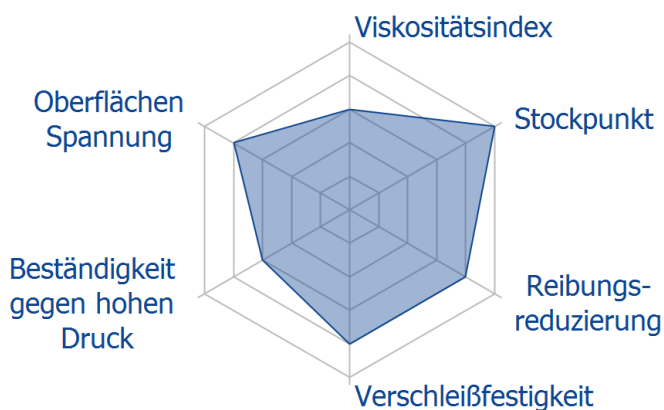 Viskositätsindex
Oberflächen
Spannung
Stockpunkt
Beständigkeit
gegen hohen
Druck
Reibungs-
reduzierung
Verschleißfestigkeit